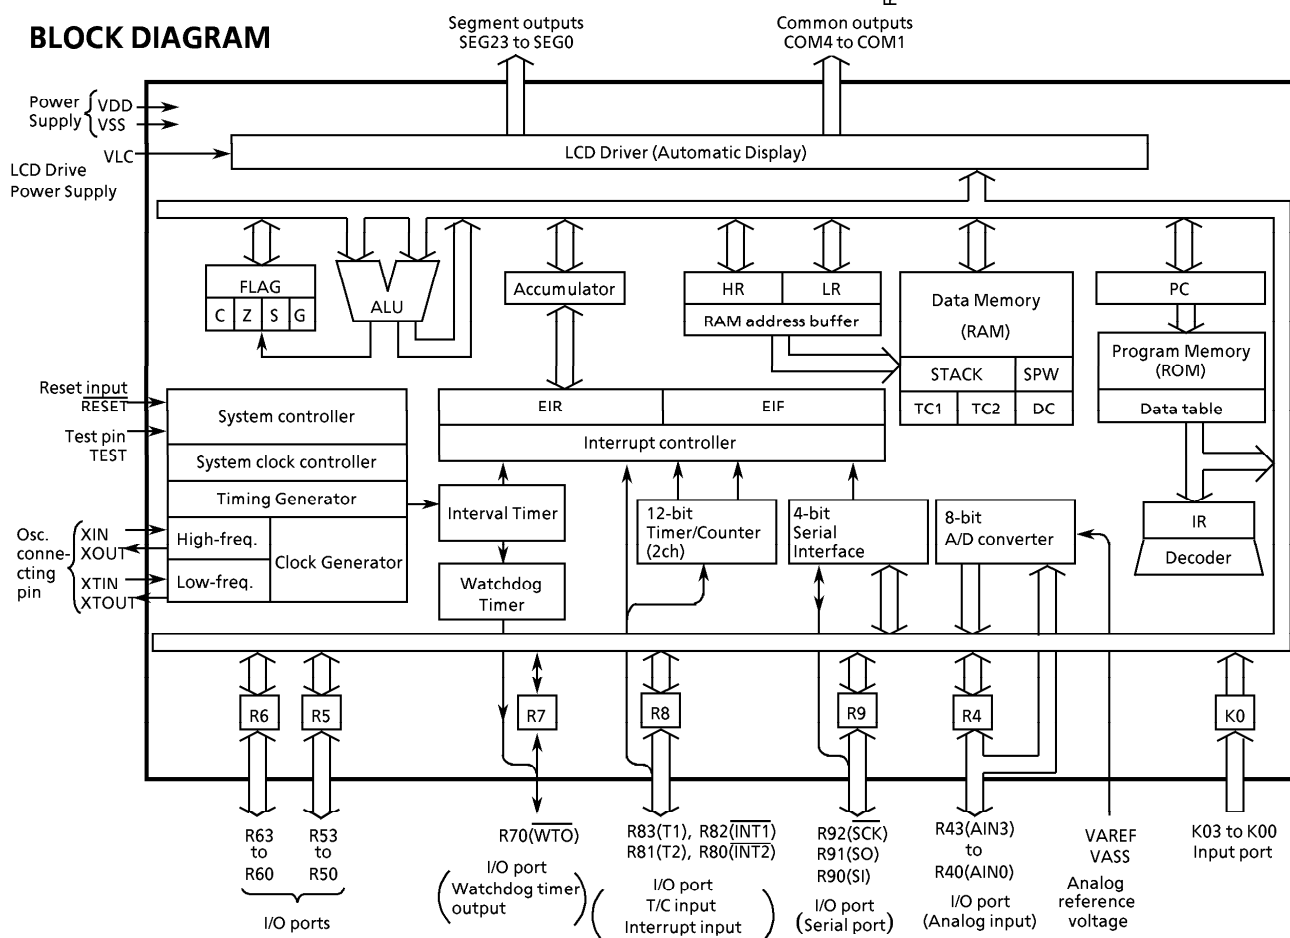 Segment outputs
SEG23 to SEG0
Common outputs
COM4 to COM1
BLOCK DIAGRAM
Power
Supply
VDD
VSS
VLC
LCD Drive
Power Supply
LCD Driver (Automatic Display)
FLAG
C Z S G
ALU
Accumulator
HR LR
RAM address buffer
Data Memory
(RAM)
STACK SPW
TC1 TC2 DC
PC
Program Memory
(ROM)
Data table
Reset input
RESET
Test pin
TEST
System controller
System clock controller
Timing Generator
High-freq.
Low-freq.
Clock Generator
Osc.
conne-
cting
pin
XIN
XOUT
XTIN
XTOUT
EIR EIF
Interrupt controller
Interval Timer
Watchdog
Timer
12-bit
Timer/Counter
(2ch)
4-bit
Serial
Interface
8-bit
A/D converter
IR
Decoder
R6 R5 R7 R8 R9 R4 K0
R63
to
R60
R53
to
R50
I/O ports
R70(WTO)
I/O port
Watchdog timer
output
R83(T1), R82(INT1)
R81(T2), R80(INT2)
I/O port
T/C input
Interrupt input
R92(SCK)
R91(SO)
R90(SI)
I/O port
(Serial port)
R43(AIN3)
to
R40(AIN0)
I/O port
(Analog input)
VAREF
VASS
Analog
reference
voltage
K03 to K00
Input port